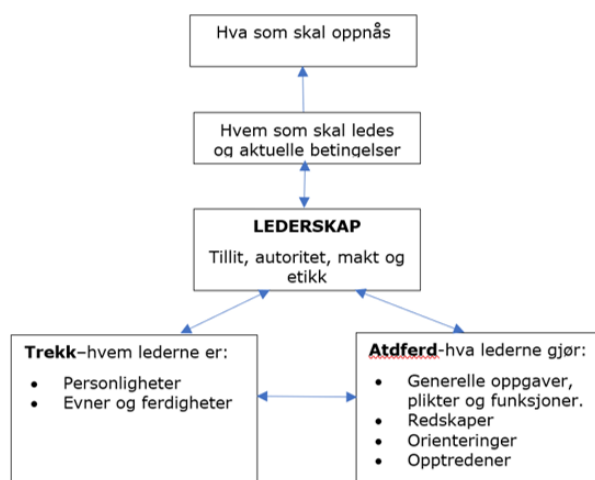 Hva som skal oppnås
Hvem som skal ledes
og aktuelle betingelser
LEDERSKAP
Tillit, autoritet, makt og
etikk
Trekk–hvem lederne er:
• Personligheter
• Evner og ferdigheter
Atdferd-hva lederne gjør:
• Generelle oppgaver,
plikter og funksjoner.
• Redskaper
• Orienteringer
• Opptredener